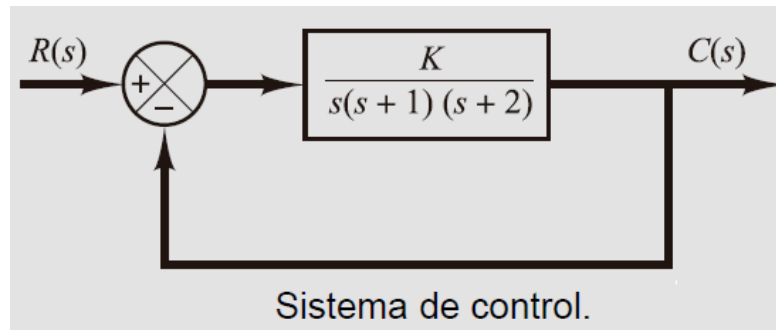 R(s)
+
−
K
s(s + 1) (s + 2)
C(s)
Sistema de control.